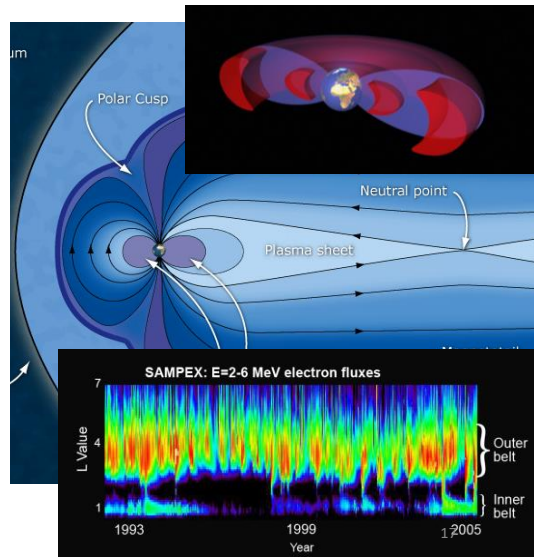 um
Polar Cusp
Neutral point
Plasma sheet
SAMPEX: E=2-6 MeV electron fluxes
7
L Value
4
1
Outer
belt
Inner
belt
1993
1999
17
2005
Year